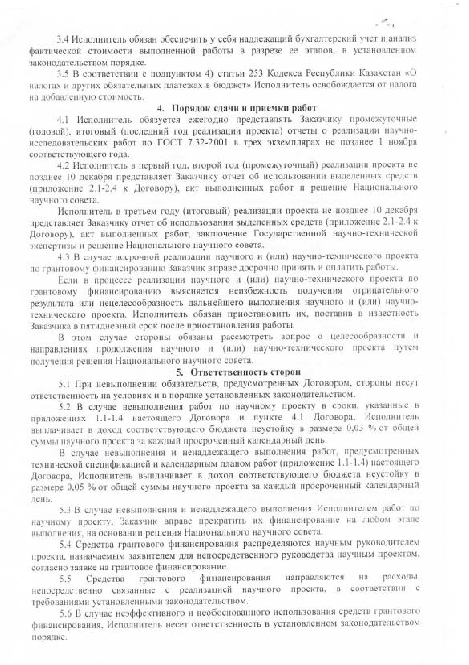 3.4 Исполнитель обязан обеспечить у себя надлежащий бухгалтерский учет и анализ
фактической стоимости выполненной работы в разрезе ее этапов, в установленном
законодательством порядке.
3.5 В соответствии с подпунктом 4) статьи 253 Кодекса Республики Казахстан «О
налогах и других обязательных платежах в бюджет» Исполнитель освобождается от налога
на добавленную стоимость.
4. Порядок сдачи и приемки работ
4.1 Исполнитель обязуется ежегодно представлять Заказчику промежуточные
(годовой), итоговый (последний год реализации проекта) отчеты о реализации научно-
исследовательских работ по ГОСТ 7.32-2001 в трех экземплярах не позднее 1 ноября
соответствующего года.
4.2 Исполнитель в первый год, второй год (промежуточный) реализации проекта не
позднее 10 декабря представляет Заказчику отчет об использовании выделенных средств
(приложение 2.1-2.4 к Договору), акт выполненных работ и решение Национального
научного совета.
Исполнитель в третьем году (итоговый) реализации проекта не позднее 10 декабря
представляет Заказчику отчет об использовании выделенных средств (приложение 2.1-2.4 к
Договору), акт выполненных работ, заключение Государственной научно-технической
экспертизы и решение Национального научного совета.
4.3 В случае досрочной реализации научного и (или) научно-технического проекта
по грантовому финансированию Заказчик вправе досрочно принять и оплатить работы.
Если в процессе реализации научного и (или) научно-технического проекта по
грантовому финансированию выясняется неизбежность получения отрицательного
результата или нецелесообразность дальнейшего выполнения научного и (или) научно-
технического проекта, Исполнитель обязан приостановить их, поставив в известность
Заказчика в пятидневный срок после приостановления работы.
В этом случае стороны обязаны рассмотреть вопрос о целесообразности и
направлениях продолжения научного и (или) научно-технического проекта путем
получения решения Национального научного совета.
5. Ответственность сторон
5.1 При невыполнении обязательств, предусмотренных Договором, стороны несут
ответственность на условиях и в порядке установленных законодательством.
5.2 В случае невыполнения работ по научному проекту в сроки, указанные в
приложениях 1.1-1.4 настоящего Договора и пункте 4.1 Договора, Исполнитель
выплачивает в доход соответствующего бюджета неустойку в размере 0,05 % от общей
суммы научного проекта за каждый просроченный календарный день.
В случае невыполнения и ненадлежащего выполнения работ, предусмотренных
технической спецификацией и календарным планом работ (приложение 1.1-1.4) настоящего
Договора, Исполнитель выплачивает в доход соответствующего бюджета неустойку в
размере 0,05 % от общей суммы научного проекта за каждый просроченный календарный
день.
5.3 В случае невыполнения и ненадлежащего выполнения Исполнителем работ по
научному проекту, Заказчик вправе прекратить их финансирование на любом этапе
выполнения, на основании решения Национального научного совета.
5.4 Средства грантового финансирования распределяются научным руководителем
проекта, назначаемым заявителем для непосредственного руководства научным проектом,
согласно заявке на грантовое финансирование.
5.5 Средства грантового финансирования направляются на расходы,
непосредственно связанные с реализацией научного проекта, в соответствии с
требованиями установленными законодательством.
5.6 В случае неэффективного и необоснованного использования средств грантового
финансирования, Исполнитель несет ответственность в установленном законодательством
порядке.